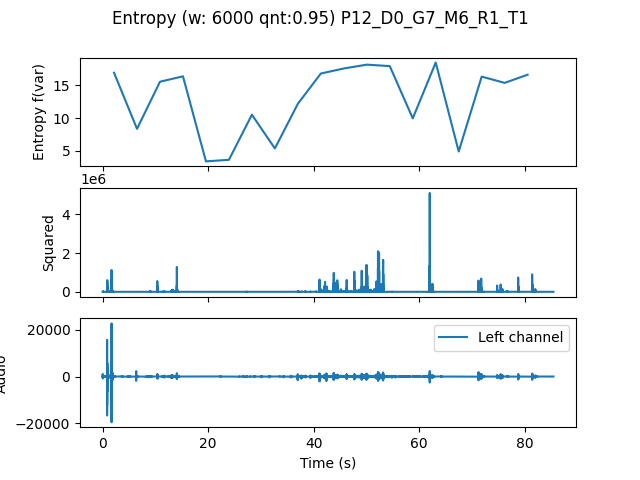 Entropy (w: 6000 qnt:0.95) P12_D0_G7_M6_R1_T1
Entropy f(var)
15
10
5
1e6
Squared
4
2
0
Audio
20000
0
−20000
Left channel
0 20 40 60 80
Time (s)